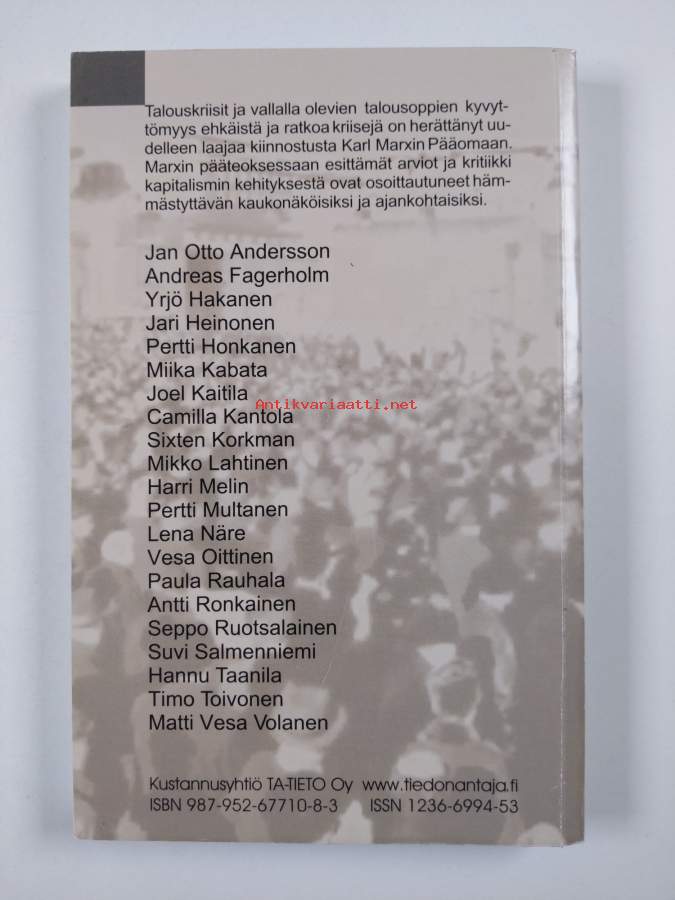 Talouskriisit ja vallalla olevien talousoppien kyvyt-
tömyys ehkäistä ja ratkoa kriisejä on herättänyt uu-
delleen laajaa kiinnostusta Karl Marxin Pääomaan.
Marxin pääteoksessaan esittämät arviot ja kritiikki
kapitalismin kehityksestä ovat osoittautuneet häm-
mästyttävän kaukonäköisiksi ja ajankohtaisiksi.
Jan Otto Andersson
Andreas Fagerholm
Yrjö Hakanen
Jari Heinonen
Pertti Honkanen
Miika Kabata
Joel Kaitila
Antikvariaatti.net
Camilla Kantola
Sixten Korkman
Mikko Lahtinen
Harri Melin
Pertti Multanen
Lena Näre
Vesa Oittinen
Paula Rauhala
Antti Ronkainen
Seppo Ruotsalainen
Suvi Salmenniemi
Hannu Taanila
Timo Toivonen
Matti Vesa Volanen
Kustannusyhtiö TA-TIETO Oy www.tiedonantaja.fi
ISBN 987-952-67710-8-3 ISSN 1236-6994-53